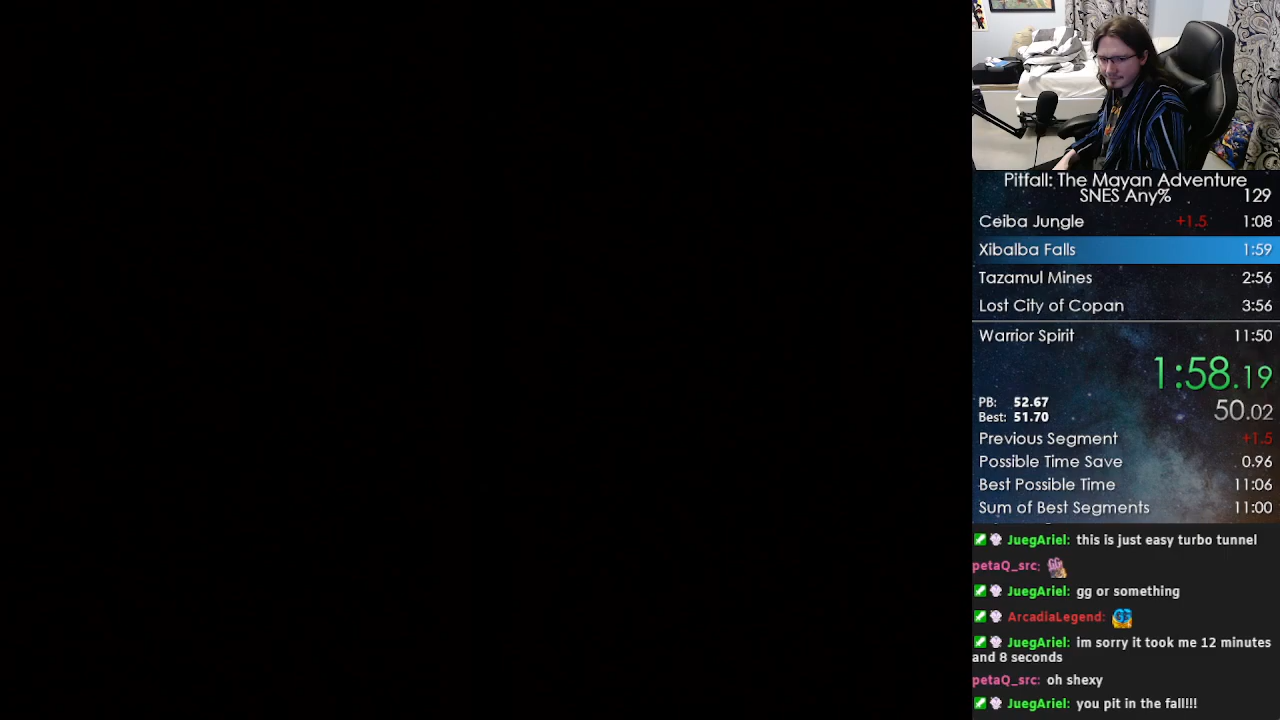 Pitfall: The Mayan Adventure
SNES Any% 129
Ceiba Jungle +1.5 1:08
Xibalba Falls 1:59
Tazamul Mines 2:56
Lost City of Copan 3:56
Warrior Spirit 11:50
1:58.19
PB: 52.67
50.02
Best: 51.70
Previous Segment +1.5
Possible Time Save 0.96
Best Possible Time 11:06
Sum of Best Segments 11:00
JuegAriel: this is just easy turbo tunnel
petaQ_src:
JuegAriel: gg or something
ArcadiaLegend:
JuegAriel: im sorry it took me 12 minutes
and 8 seconds
petaQ_src: oh shexy
JuegAriel: you pit in the fall!!!